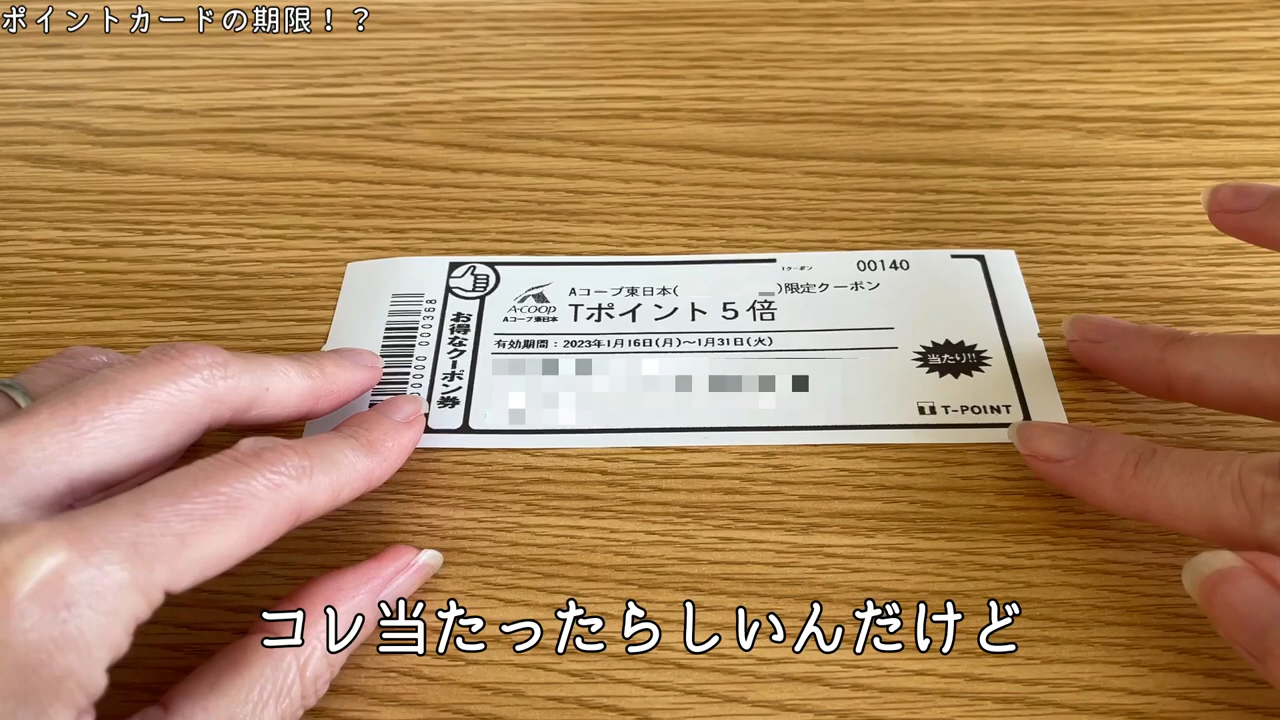 ポイントカードの期限！？
Tクーポン
00140
Aコープ東日本(
)限定クーポン
A・COOP
Aコープ東日本
Tポイント５倍
有効期間：2023年1月16日(月)〜1月31日(火)
当たり!!
T-POINT
お得なクーポン券
0000 000368
コレ当たったらしいんだけど